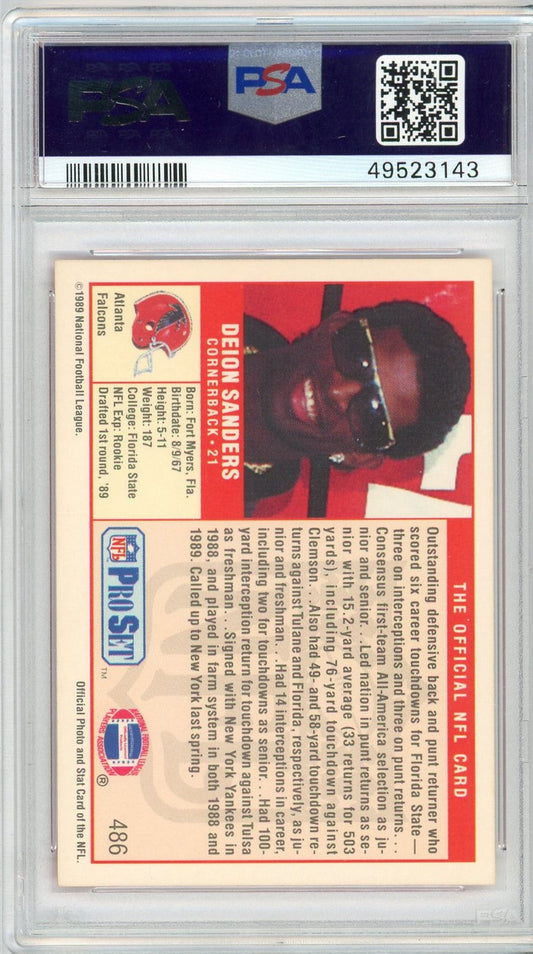 PSA
PSA
49523143
THE OFFICIAL NFL CARD
DEION SANDERS
CORNERBACK • 21
Atlanta
Falcons
Born: Fort Myers, Fla.
Birthdate: 8/9/67
Height: 5-11
Weight: 187
College: Florida State
NFL Exp: Rookie
Drafted 1st round, '89
©1989 National Football League.
Outstanding defensive back and punt returner who
scored six career touchdowns for Florida State—
three on interceptions and three on punt returns. . .
Consensus first-team All-America selection as ju-
nior and senior. . .Led nation in punt returns as se-
nior with 15.2-yard average (33 returns for 503
yards), including 76-yard touchdown against
Clemson. . .Also had 49- and 58-yard touchdown re-
turns against Tulane and Florida, respectively, as ju-
nior and freshman. . .Had 14 interceptions in career,
including two for touchdowns as senior. . .Had 100-
yard interception return for touchdown against Tulsa
as freshman. . .Signed with New York Yankees in
1988, and played in farm system in both 1988 and
1989. Called up to New York last spring.
NFL
PRO SET
™
NATIONAL FOOTBALL LEAGUE
PLAYERS ASSOCIATION
®
486
Official Photo and Stat Card of the NFL.
PSA